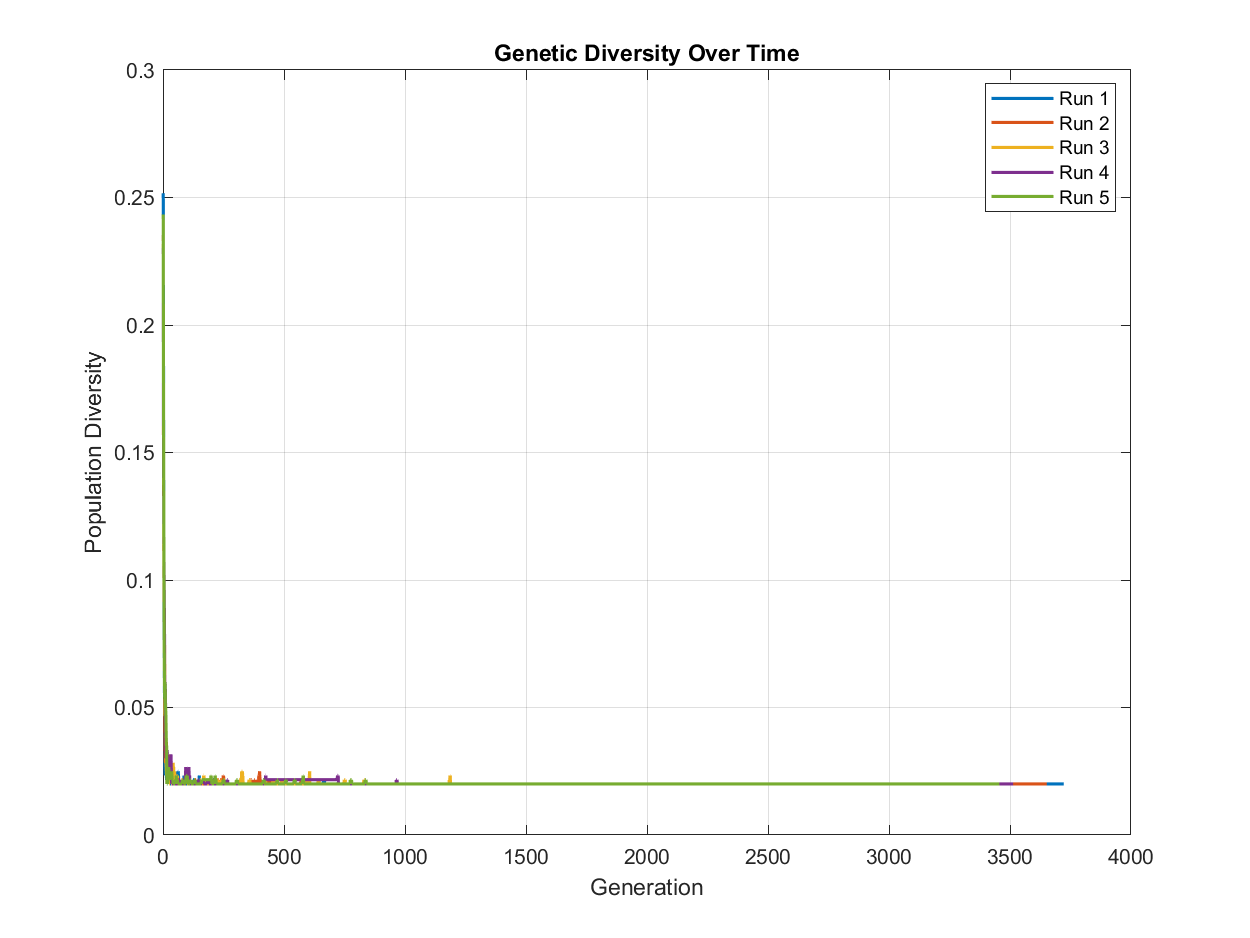 Genetic Diversity Over Time
0.3
0.25
0.2
0.15
0.1
0.05
0
Population Diversity
Run 1
Run 2
Run 3
Run 4
Run 5
0 500 1000 1500 2000 2500 3000 3500 4000
Generation